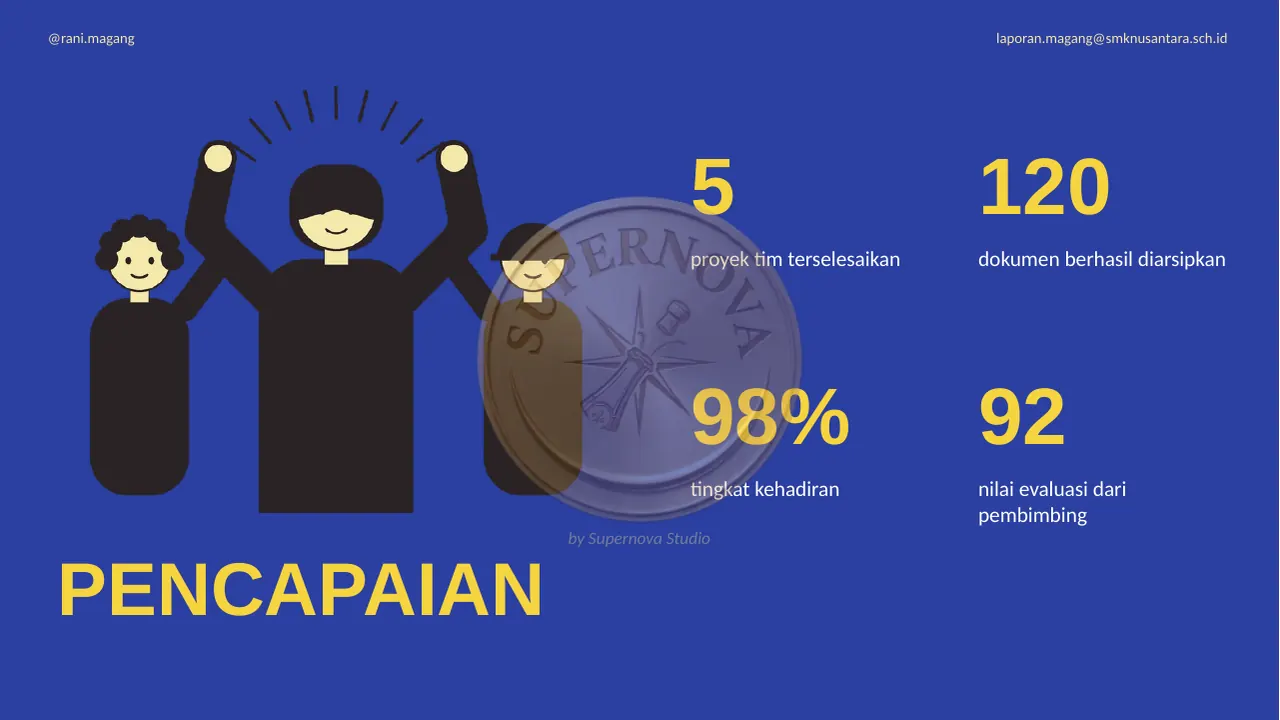 @rani.magang
laporan.magang@smknusantara.sch.id
5
proyek tim terselesaikan
120
dokumen berhasil diarsipkan
98%
tingkat kehadiran
92
nilai evaluasi dari
pembimbing
SUPERNOVA
by Supernova Studio
PENCAPAIAN